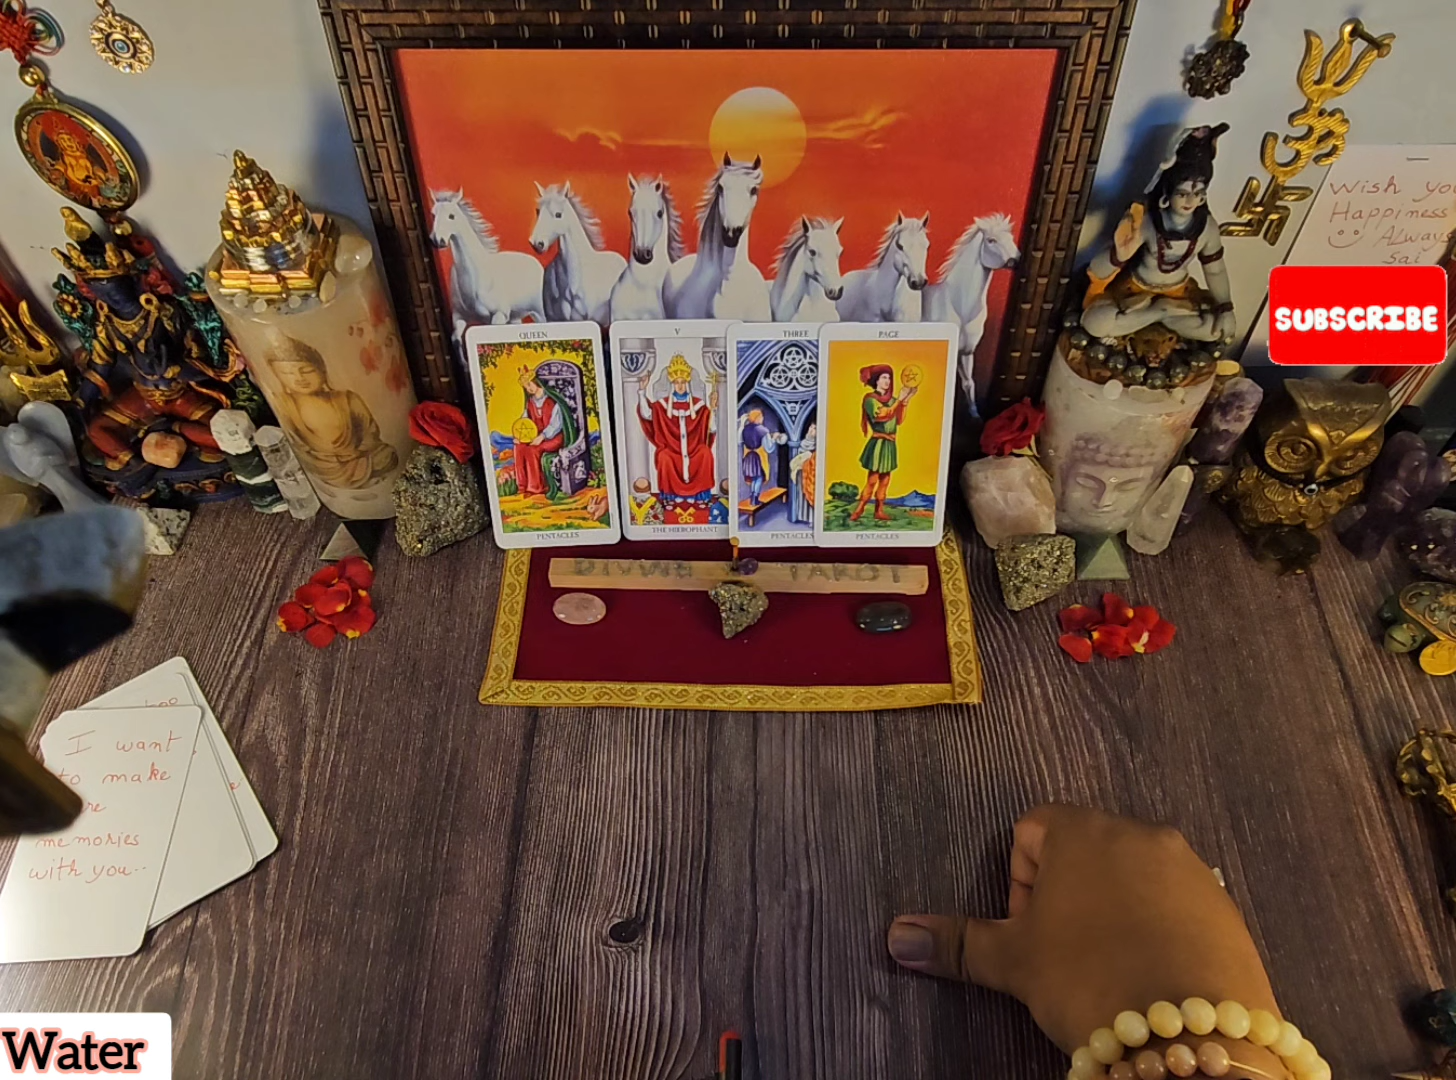 Wish you
Happiness
Always
Sai
SUBSCRIBE
QUEEN
PENTACLES
V
THE HIEROPHANT
THREE
PENTACLES
PAGE
PENTACLES
TAROT
I want
to make
memories
with you..
Water